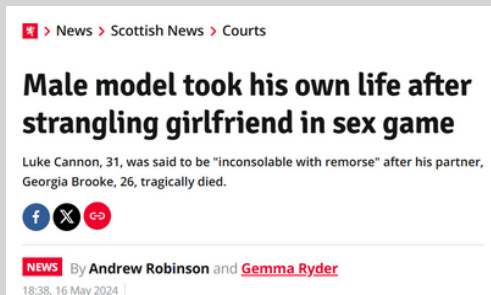 News > Scottish News > Courts
Male model took his own life after
strangling girlfriend in sex game
Luke Cannon, 31, was said to be "inconsolable with remorse" after his partner,
Georgia Brooke, 26, tragically died.
NEWS By Andrew Robinson and Gemma Ryder
18:38, 16 May 2024